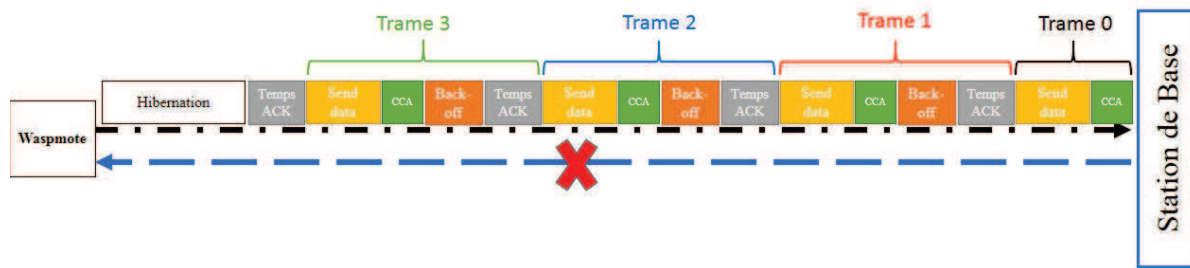 Trame 3
Trame 2
Trame 1
Trame 0
Hibernation
Temps
ACK
Send
data
CCA
Back-
off
Temps
ACK
Send
data
CCA
Back-
off
Temps
ACK
Send
data
CCA
Back-
off
Temps
ACK
Send
data
CCA
Waspmote
Station de Base